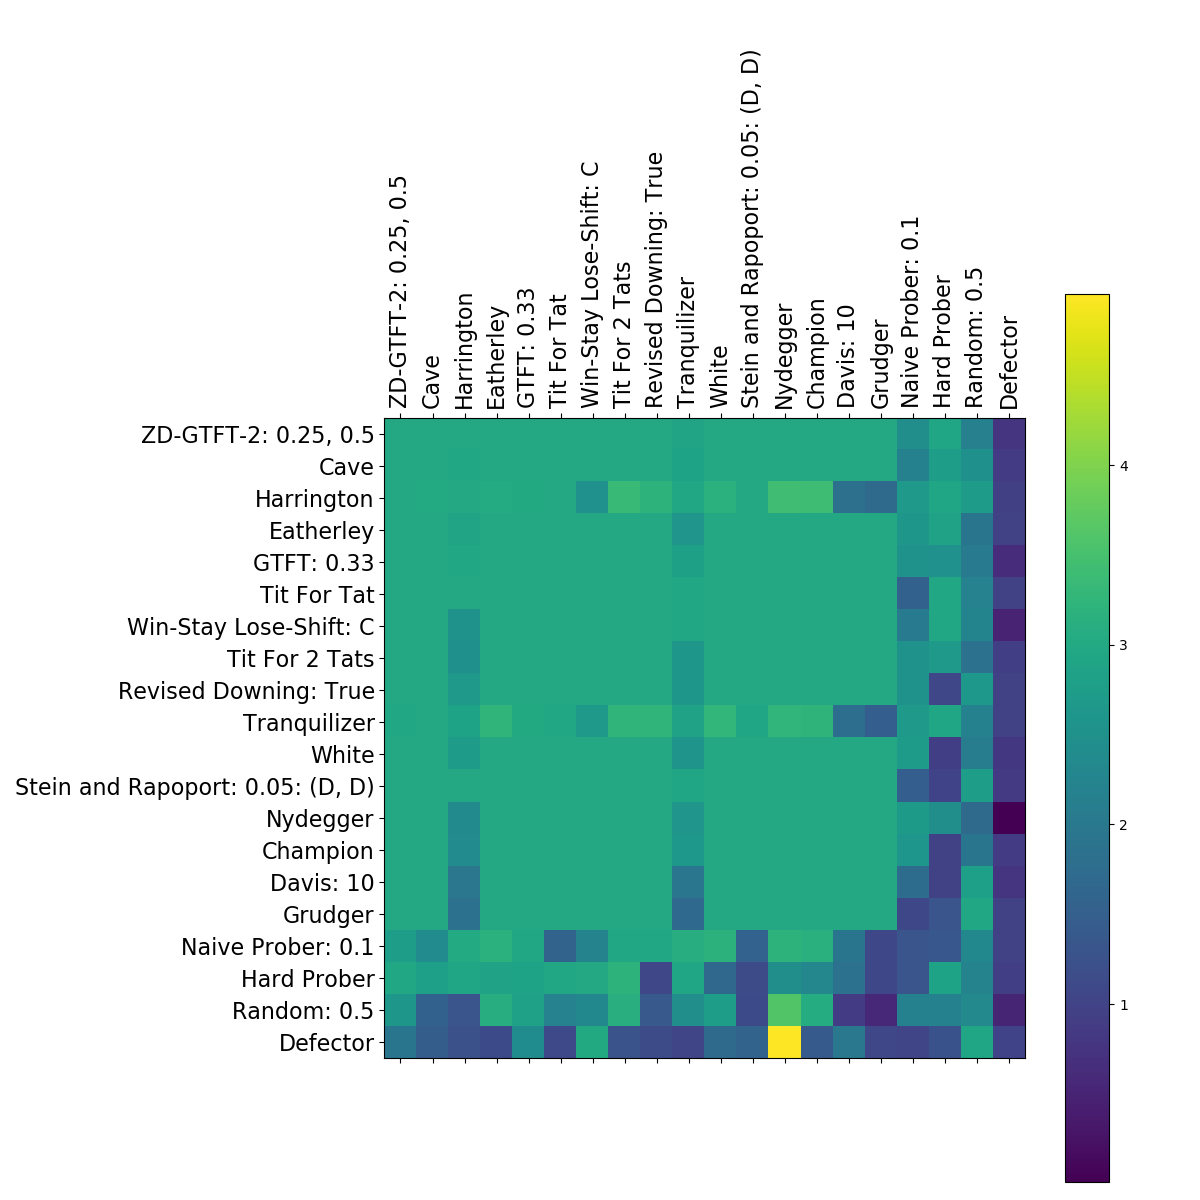 ZD-GTFT-2: 0.25, 0.5
Cave
Harrington
Eatherley
GTFT: 0.33
Tit For Tat
Win-Stay Lose-Shift: C
Tit For 2 Tats
Revised Downing: True
Tranquilizer
White
Stein and Rapoport: 0.05: (D, D)
Nydegger
Champion
Davis: 10
Grudger
Naive Prober: 0.1
Hard Prober
Random: 0.5
Defector
ZD-GTFT-2: 0.25, 0.5
Cave
Harrington
Eatherley
GTFT: 0.33
Tit For Tat
Win-Stay Lose-Shift: C
Tit For 2 Tats
Revised Downing: True
Tranquilizer
White
Stein and Rapoport: 0.05: (D, D)
Nydegger
Champion
Davis: 10
Grudger
Naive Prober: 0.1
Hard Prober
Random: 0.5
Defector
4
3
2
1